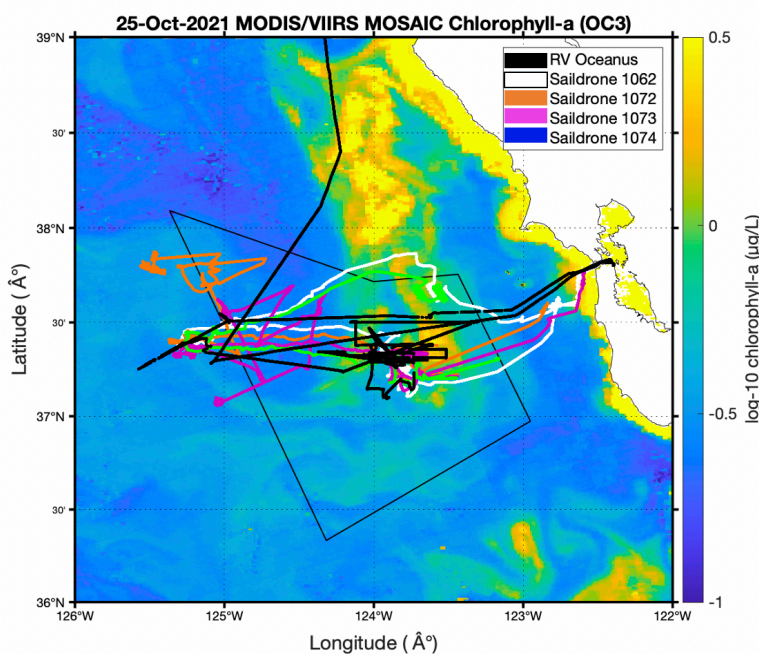 25-Oct-2021 MODIS/VIIRS MOSAIC Chlorophyll-a (OC3)
39°N
30'
38°N
30'
37°N
30'
36°N
126°W
125°W
124°W
123°W
122°W
Latitude ( Â°)
Longitude ( Â°)
RV Oceanus
Saildrone 1062
Saildrone 1072
Saildrone 1073
Saildrone 1074
0.5
0
-0.5
-1
log-10 chlorophyll-a (µg/L)